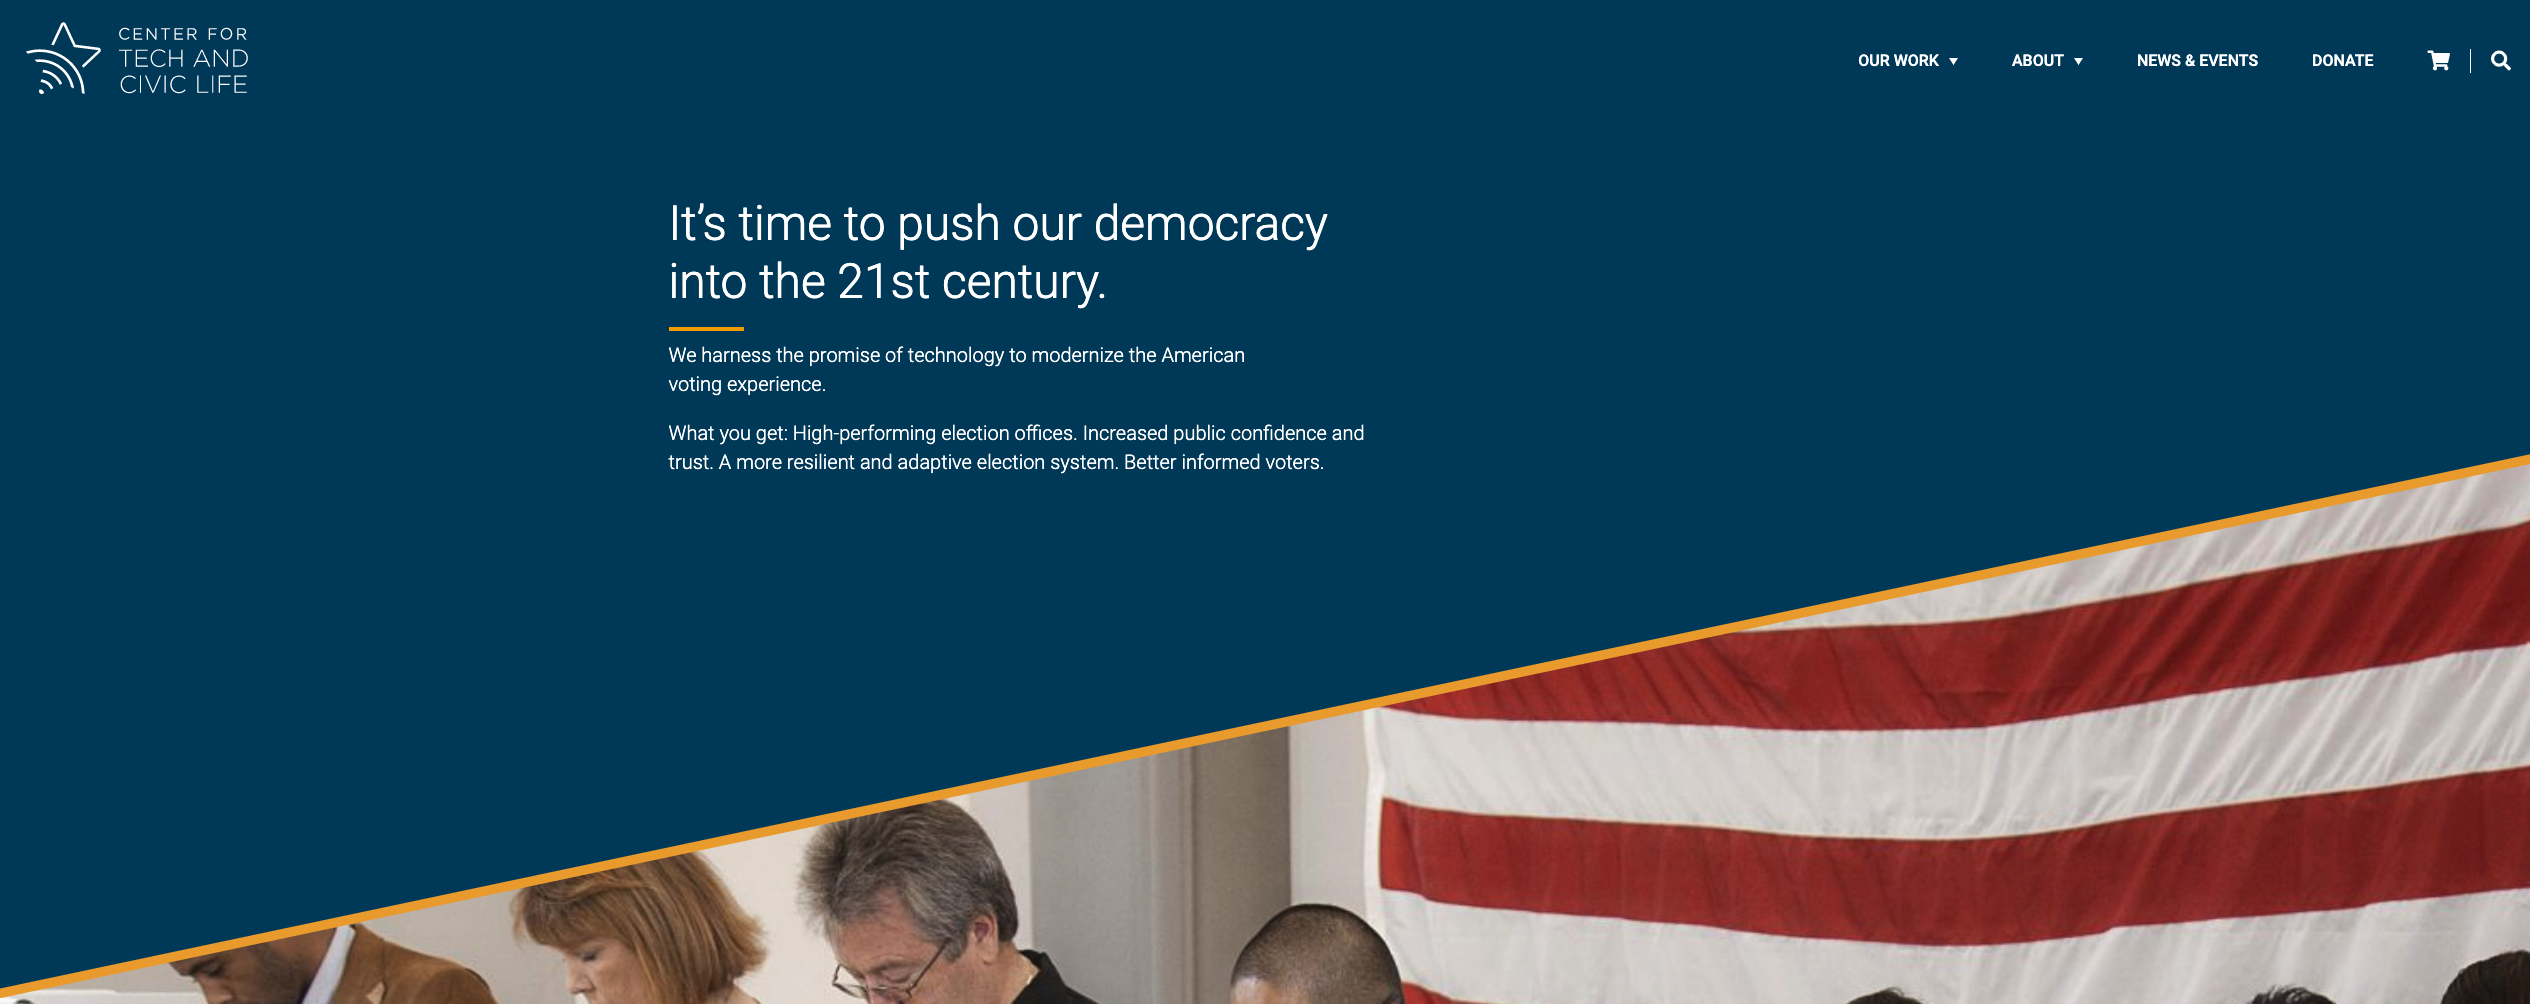 CENTER FOR
TECH AND
CIVIC LIFE
OUR WORK ▼ ABOUT ▼ NEWS & EVENTS DONATE
It’s time to push our democracy
into the 21st century.
We harness the promise of technology to modernize the American
voting experience.
What you get: High-performing election offices. Increased public confidence and
trust. A more resilient and adaptive election system. Better informed voters.